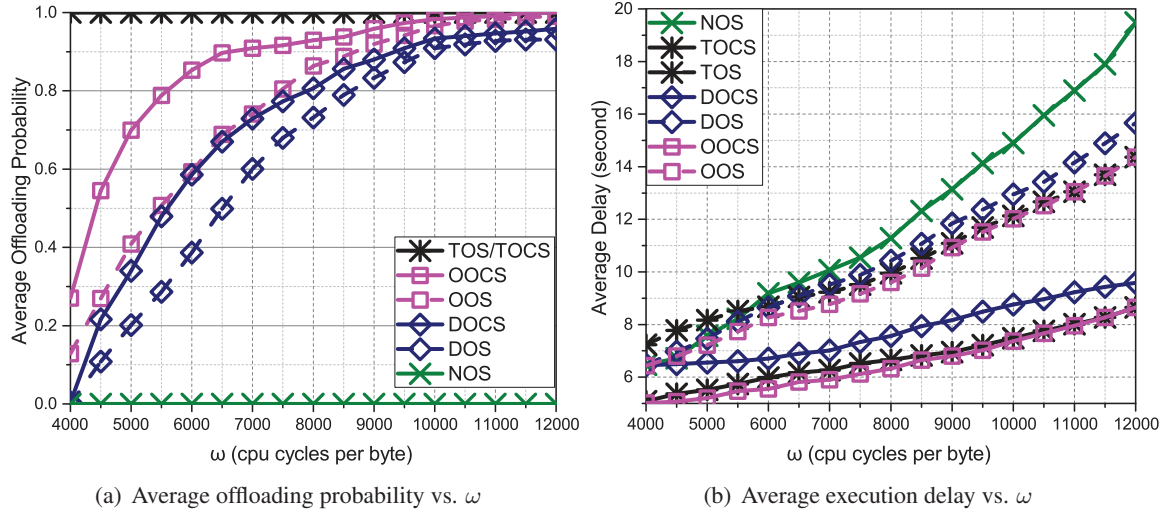 1.0
0.8
0.6
0.4
0.2
0.0
Average Offloading Probability
TOS/TOCS
OOCS
OOS
DOCS
DOS
NOS
4000 5000 6000 7000 8000 9000 10000 11000 12000
ω (cpu cycles per byte)
(a) Average offloading probability vs. ω
20
18
16
14
12
10
8
6
Average Delay (second)
NOS
TOCS
TOS
DOCS
DOS
OOCS
OOS
4000 5000 6000 7000 8000 9000 10000 11000 12000
ω (cpu cycles per byte)
(b) Average execution delay vs. ω